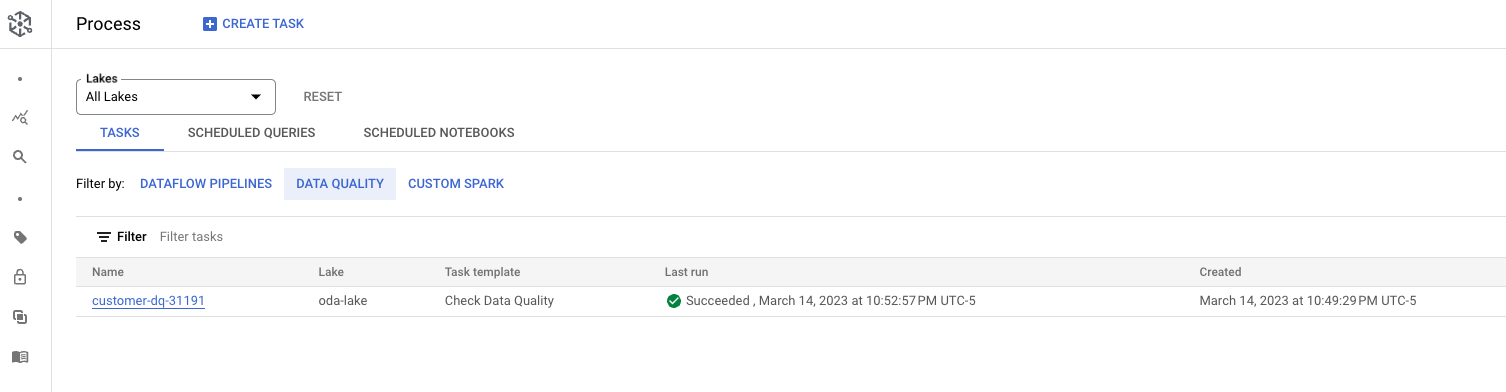 Process CREATE TASK
Lakes
All Lakes RESET
TASKS SCHEDULED QUERIES SCHEDULED NOTEBOOKS
Filter by: DATAFLOW PIPELINES DATA QUALITY CUSTOM SPARK
Filter Filter tasks
Name Lake Task template Last run Created
customer-dq-31191 oda-lake Check Data Quality Succeeded , March 14, 2023 at 10:52:57 PM UTC-5 March 14, 2023 at 10:49:29 PM UTC-5